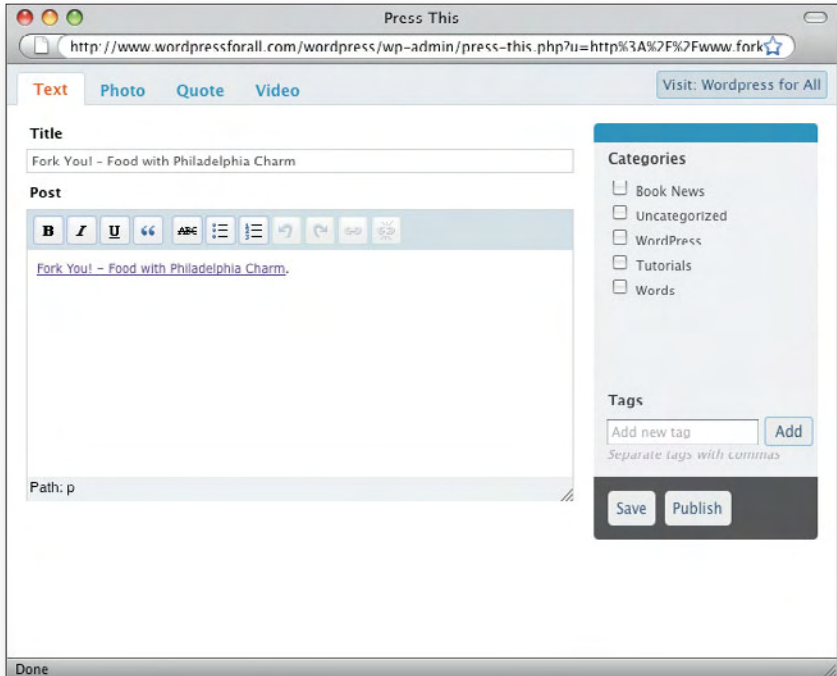 Press This
http://www.wordpressforall.com/wordpress/wp-admin/press-this.php?u=http%3A%2F%2Fwww.fork
Text Photo Quote Video
Visit: Wordpress for All
Title
Fork You! – Food with Philadelphia Charm
Post
B I U “ ABC
Fork You! – Food with Philadelphia Charm.
Path: p
Categories
Book News
Uncategorized
WordPress
Tutorials
Words
Tags
Add new tag Add
Separate tags with commas
Save Publish
Done